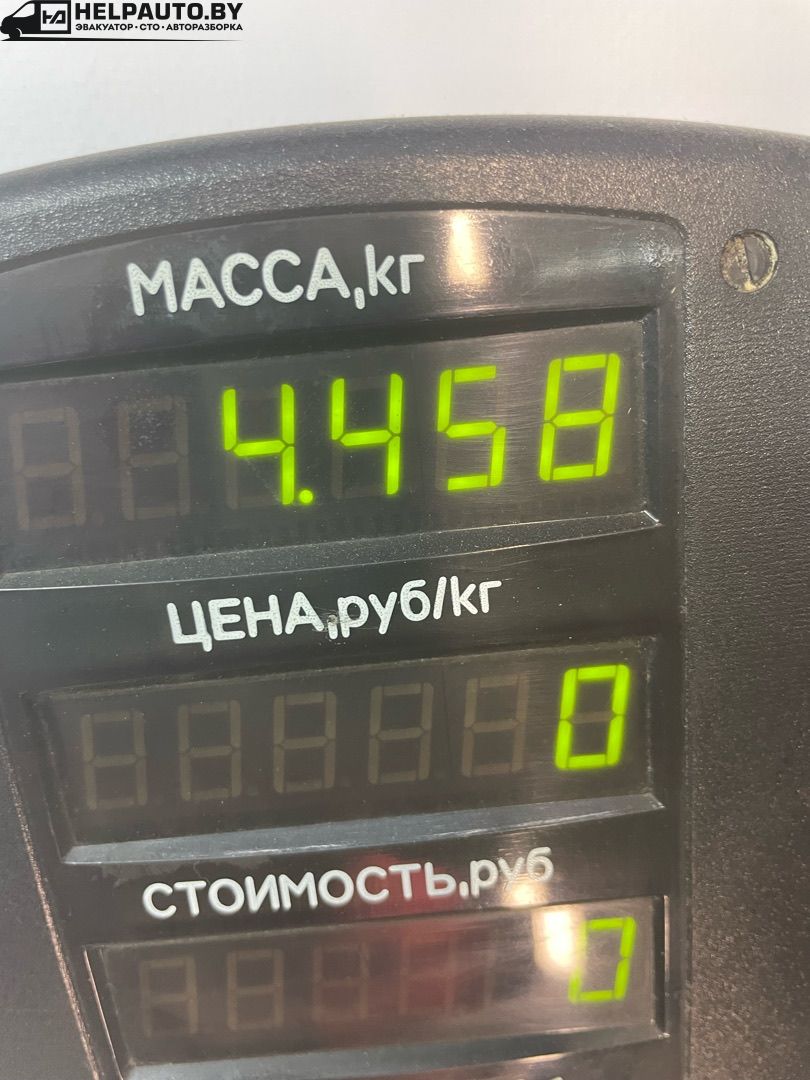 HELPAUTO.BY
ЭВАКУАТОР • СТО • АВТОРАЗБОРКА
МАССА,кг
4.458
ЦЕНА,руб/кг
0
СТОИМОСТЬ,руб
0